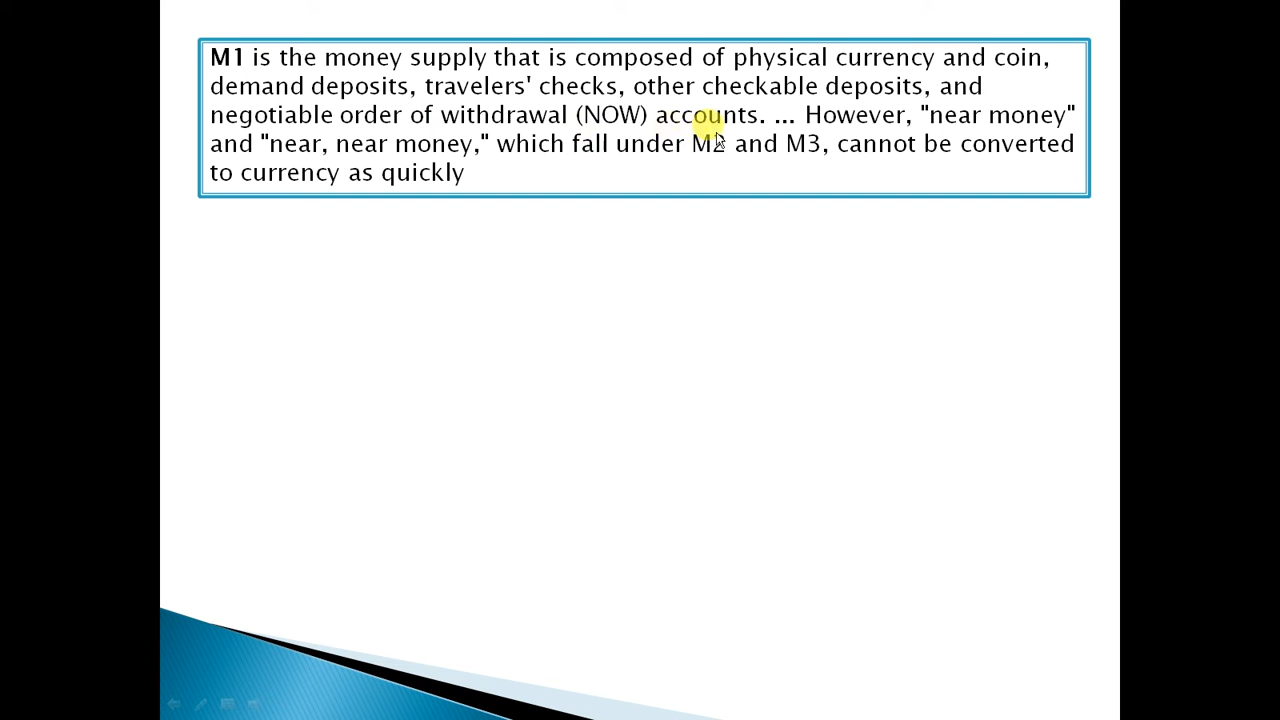 M1 is the money supply that is composed of physical currency and coin,
demand deposits, travelers' checks, other checkable deposits, and
negotiable order of withdrawal (NOW) accounts. ... However, "near money"
and "near, near money," which fall under M2 and M3, cannot be converted
to currency as quickly